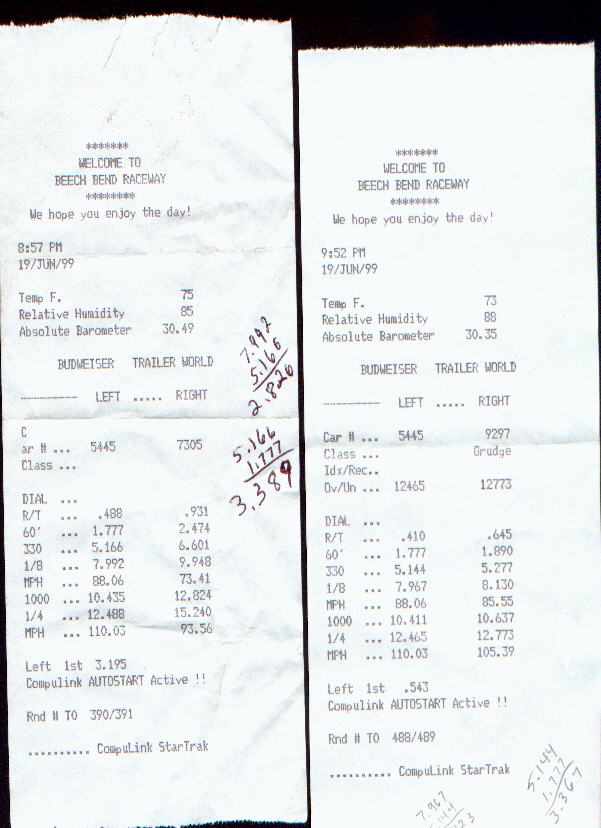 *******
WELCOME TO
BEECH BEND RACEWAY
********
We hope you enjoy the day!
8:57 PM
19/JUN/99
Temp F. 75
Relative Humidity 85
Absolute Barometer 30.49
BUDWEISER TRAILER WORLD
----------- LEFT ..... RIGHT
C
ar # ... 5445 7305
Class ...
DIAL ...
R/T ... .488 .931
60' ... 1.777 2.474
330 ... 5.166 6.601
1/8 ... 7.992 9.948
MPH ... 88.06 73.41
1000 ... 10.435 12.824
1/4 ... 12.488 15.240
MPH ... 110.03 93.56
Left 1st 3.195
Compulink AUTOSTART Active !!
Rnd # TO 390/391
.......... CompuLink StarTrak
7.992
5.166
2.826
5.166
1.777
3.389
*******
WELCOME TO
BEECH BEND RACEWAY
********
We hope you enjoy the day!
9:52 PM
19/JUN/99
Temp F. 73
Relative Humidity 88
Absolute Barometer 30.35
BUDWEISER TRAILER WORLD
------------- LEFT ..... RIGHT
Car # ... 5445 9297
Class ... Grudge
Idx/Rec..
Ov/Un ... 12465 12773
DIAL ...
R/T ... .410 .645
60' ... 1.777 1.890
330 ... 5.144 5.277
1/8 ... 7.967 8.130
MPH ... 88.06 85.55
1000 ... 10.411 10.637
1/4 ... 12.465 12.773
MPH ... 110.03 105.39
Left 1st .543
Compulink AUTOSTART Active !!
Rnd # TO 488/489
.......... CompuLink StarTrak
7.967
5.144
1.777
3.367